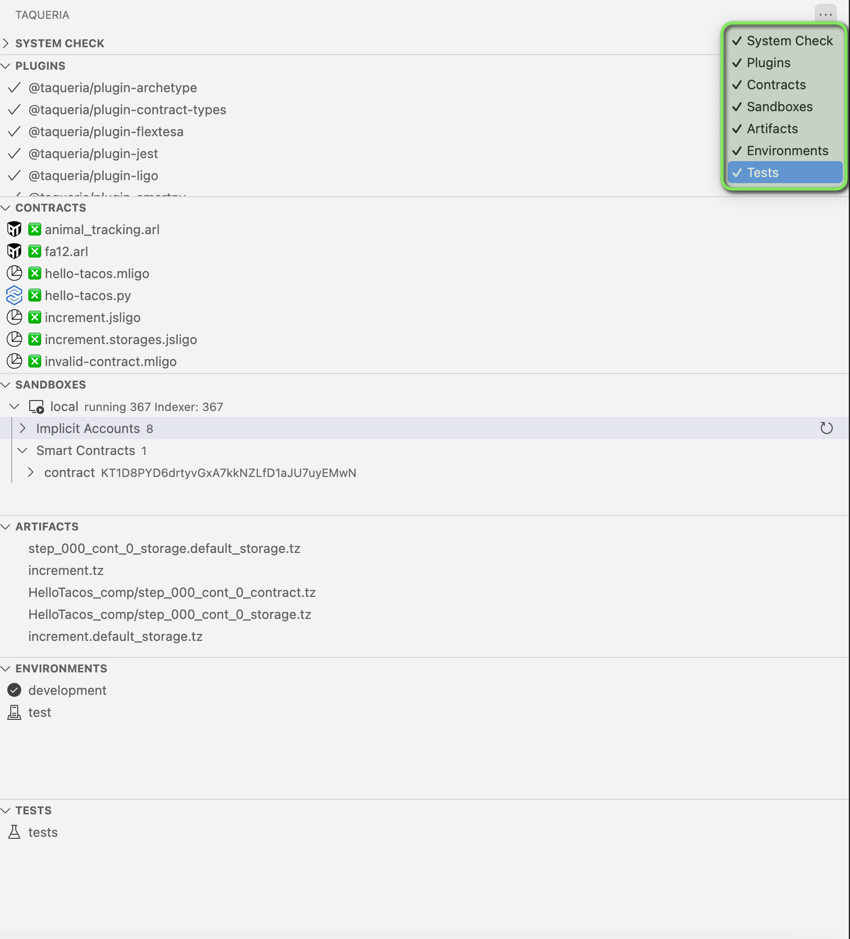 TAQUERIA
SYSTEM CHECK
PLUGINS
@taqueria/plugin-archetype
@taqueria/plugin-contract-types
@taqueria/plugin-flextesa
@taqueria/plugin-jest
@taqueria/plugin-ligo
System Check
Plugins
Contracts
Sandboxes
Artifacts
Environments
Tests
CONTRACTS
animal_tracking.arl
fa12.arl
hello-tacos.mligo
hello-tacos.py
increment.jsligo
increment.storages.jsligo
invalid-contract.mligo
SANDBOXES
local running 367 Indexer: 367
Implicit Accounts 8
Smart Contracts 1
contract KT1D8PYD6drtyvGxA7kkNZLfD1aJU7uyEMwN
ARTIFACTS
step_000_cont_0_storage.default_storage.tz
increment.tz
HelloTacos_comp/step_000_cont_0_contract.tz
HelloTacos_comp/step_000_cont_0_storage.tz
increment.default_storage.tz
ENVIRONMENTS
development
test
TESTS
tests